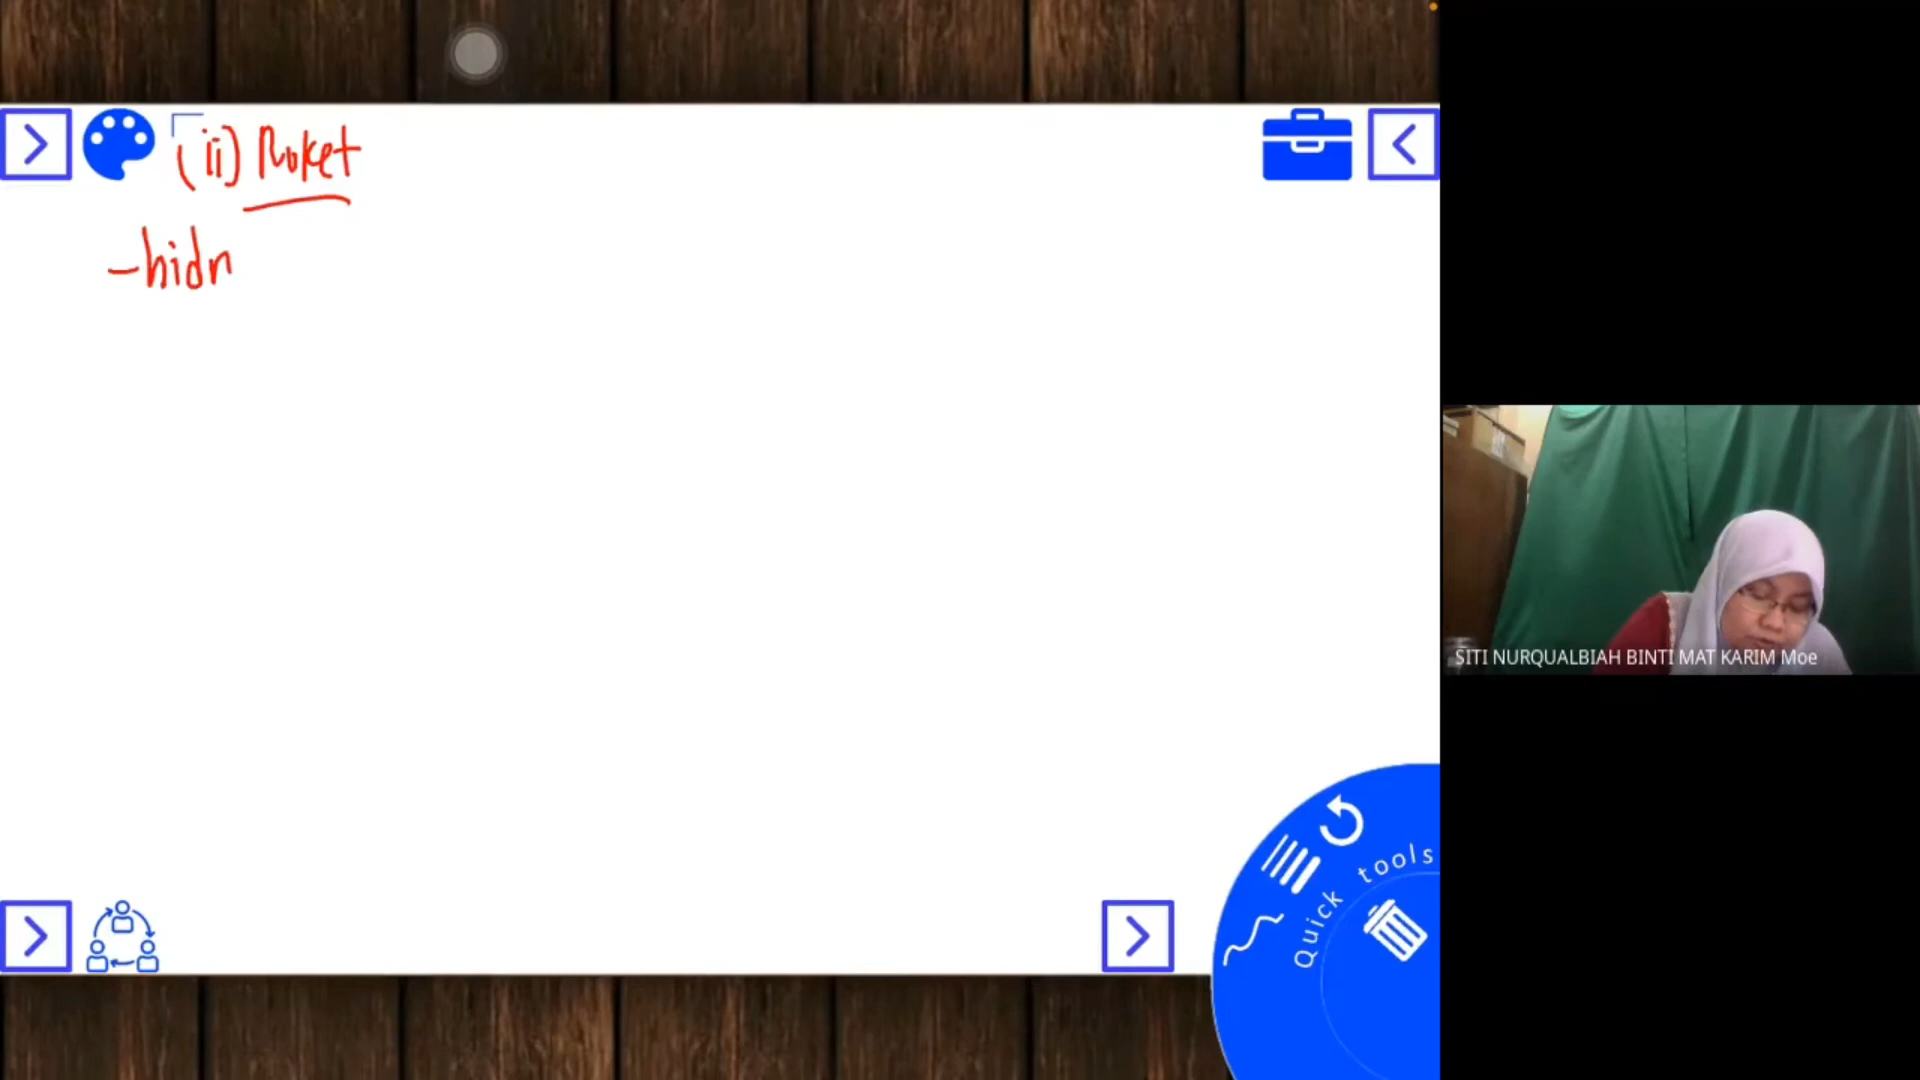 (ii) Roket
- hidr
Quick tools
SITI NURQUALBIAH BINTI MAT KARIM Moe